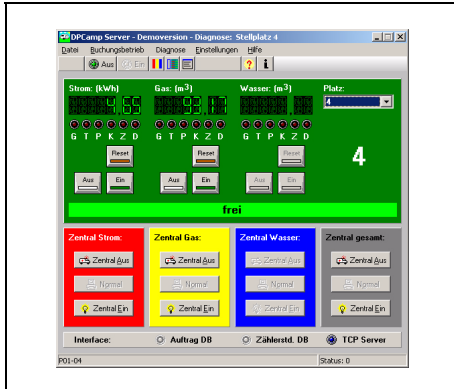 DPCamp Server - Demoversion - Diagnose: Stellplatz 4
Datei Buchungsbetrieb Diagnose Einstellungen Hilfe
Aus Ein ? i
Strom: (kWh) Gas: (m³) Wasser: (m³) Platz:
4
G T P K Z D G T P K Z D G T P K Z D
Reset Reset Reset
4
Aus Ein Aus Ein Aus Ein
frei
Zentral Strom: Zentral Gas: Zentral Wasser: Zentral gesamt:
Zentral Aus Zentral Aus Zentral Aus Zentral Aus
Normal Normal Normal Normal
Zentral Ein Zentral Ein Zentral Ein Zentral Ein
Interface: Auftrag DB Zählerstd. DB TCP Server
P01-04 Status: 0